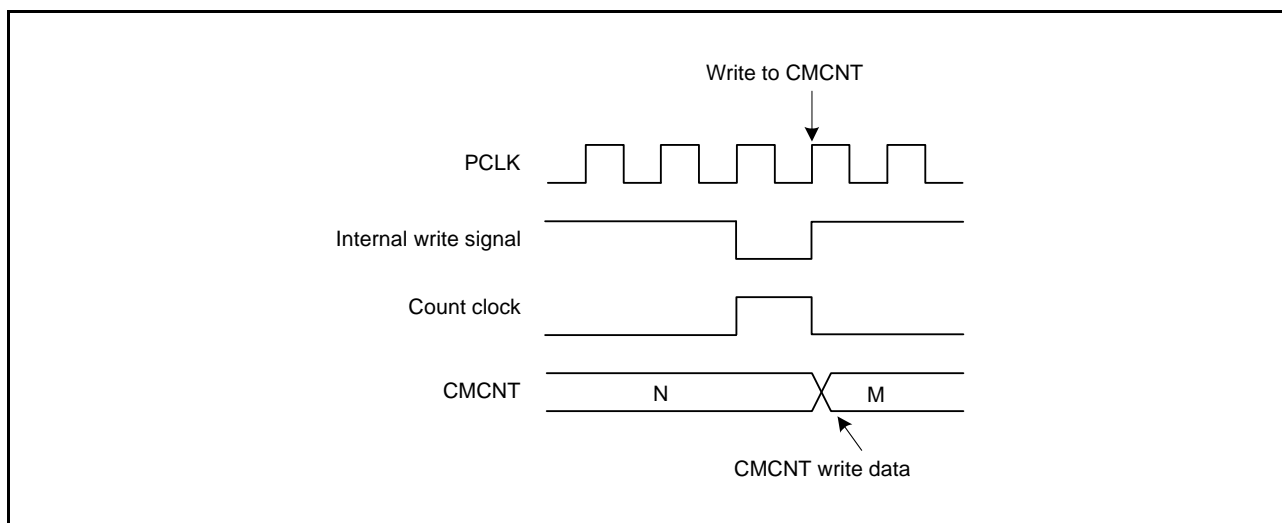 Write to CMCNT
PCLK
Internal write signal
Count clock
CMCNT
N
M
CMCNT write data